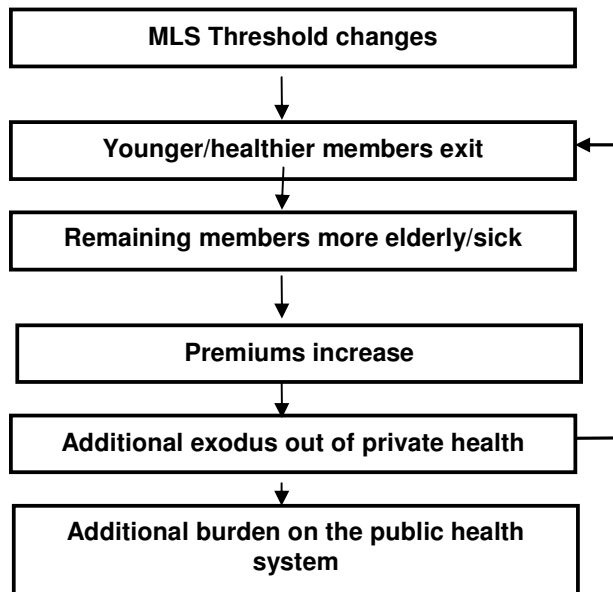 MLS Threshold changes
Younger/healthier members exit
Remaining members more elderly/sick
Premiums increase
Additional exodus out of private health
Additional burden on the public health
system